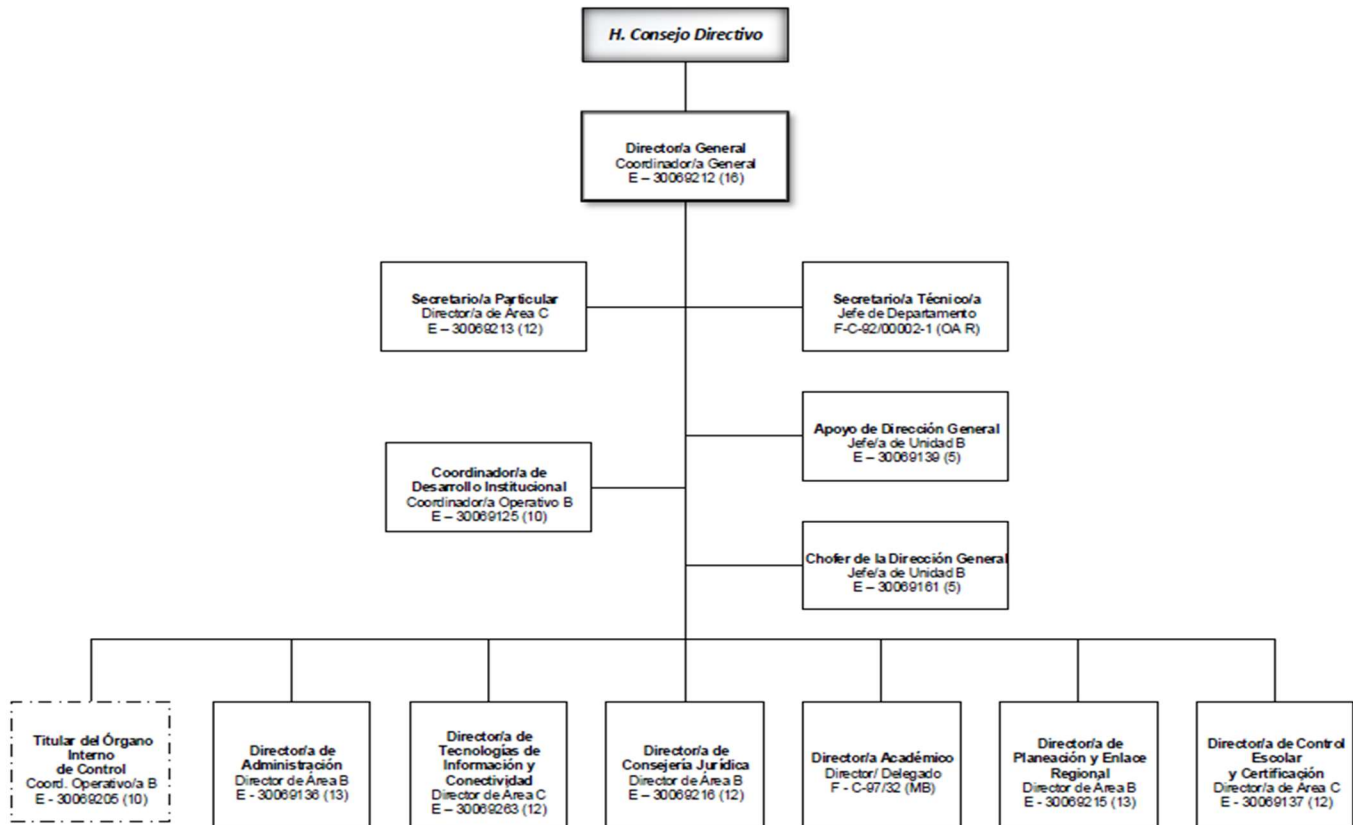 H. Consejo Directivo
Director/a General
Coordinador/a General
E – 30069212 (16)
Secretario/a Particular
Director/a de Área C
E – 30069213 (12)
Secretario/a Técnico/a
Jefe de Departamento
F-C-92/00002-1 (OA R)
Apoyo de Dirección General
Jefe/a de Unidad B
E – 30069139 (5)
Coordinador/a de
Desarrollo Institucional
Coordinador/a Operativo B
E – 30069125 (10)
Chofer de la Dirección General
Jefe/a de Unidad B
E – 30069161 (5)
Titular del Órgano
Interno
de Control
Coord. Operativo/a B
E - 30069205 (10)
Director/a de
Administración
Director de Área B
E - 30069136 (13)
Director/a de
Tecnologías de
Información y
Conectividad
Director de Área C
E – 30069263 (12)
Director/a de
Consejería Jurídica
Director de Área B
E – 30069216 (12)
Director/a Académico
Director/ Delegado
F - C-97/32 (MB)
Director/a de
Planeación y Enlace
Regional
Director de Área B
E - 30069215 (13)
Director/a de Control
Escolar
y Certificación
Director/a de Área C
E - 30069137 (12)